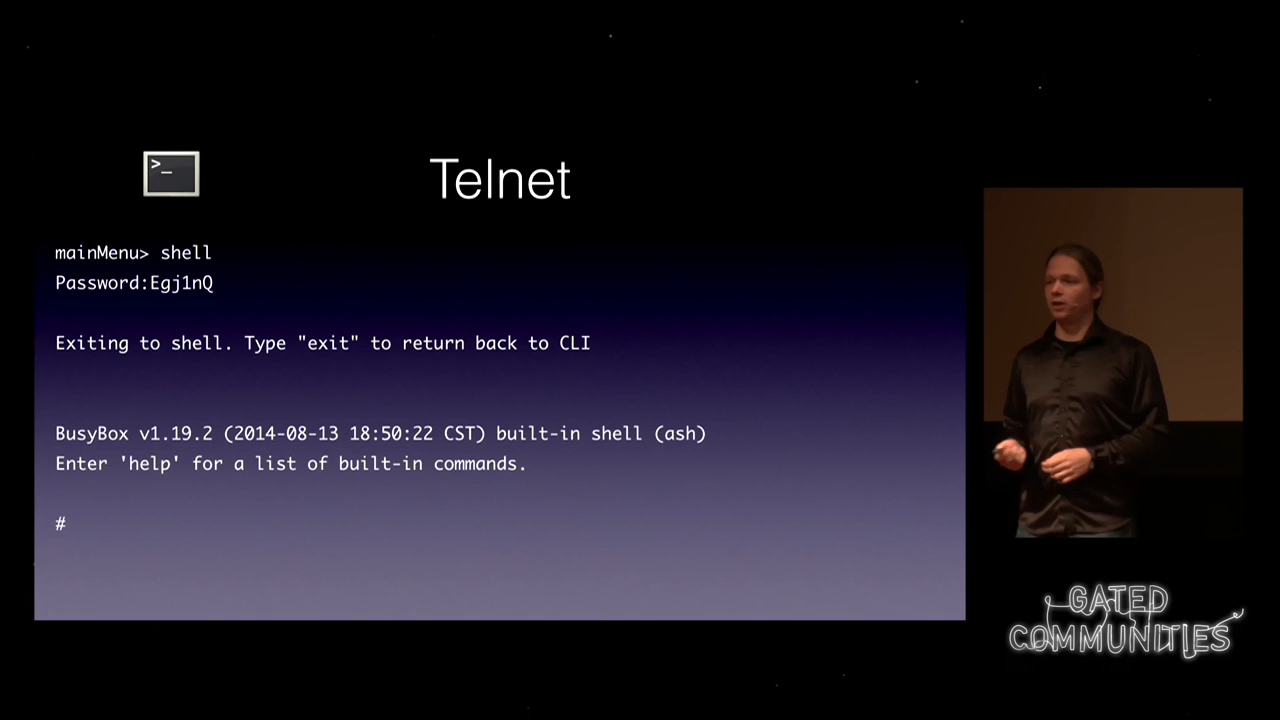 >_
Telnet
mainMenu> shell
Password:Egj1nQ
Exiting to shell. Type "exit" to return back to CLI
BusyBox v1.19.2 (2014-08-13 18:50:22 CST) built-in shell (ash)
Enter 'help' for a list of built-in commands.
#
GATED
COMMUNITIES